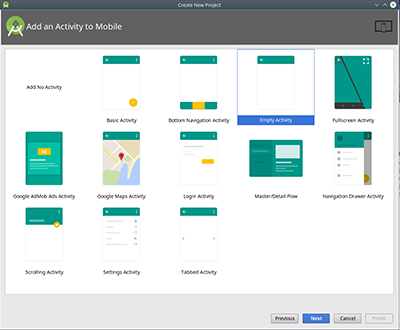 Create New Project
Add an Activity to Mobile
Add No Activity
Basic Activity
Bottom Navigation Activity
Empty Activity
Fullscreen Activity
Ad
Google AdMob Ads Activity
Google Maps Activity
Login Activity
Master/Detail Flow
Navigation Drawer Activity
Scrolling Activity
Settings Activity
Tabbed Activity
Previous
Next
Cancel
Finish